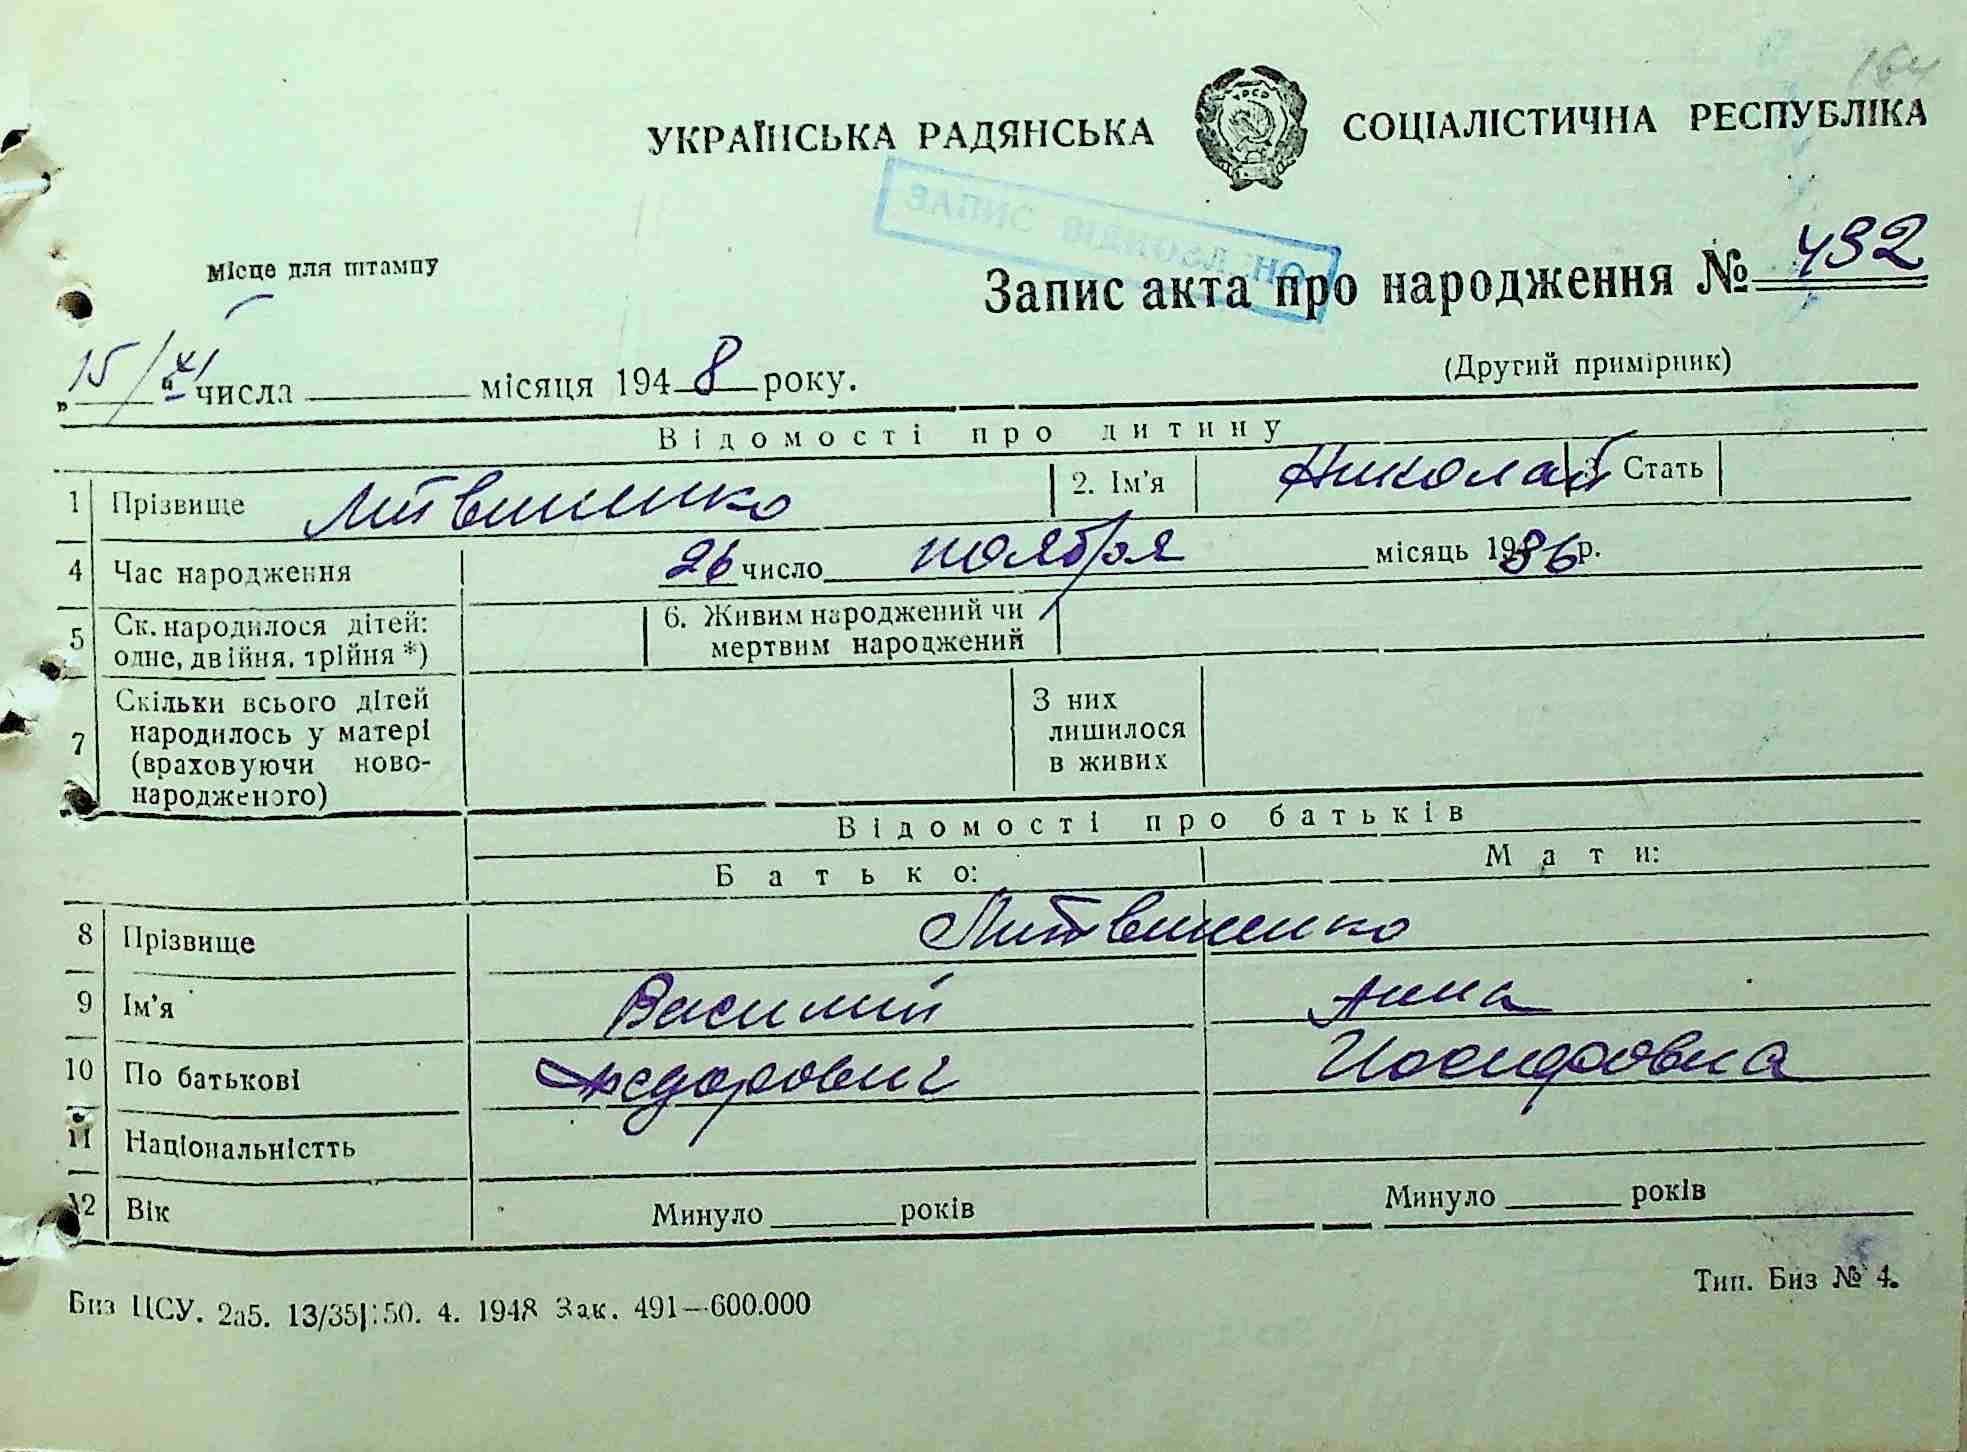 164
УКРАЇНСЬКА РАДЯНСЬКА СОЦІАЛІСТИЧНА РЕСПУБЛІКА
ЗАПИС ВІДНОВЛЕНО
Місце для штампу
Запис акта про народження № 432
(Другий примірник)
„15/XI“ числа місяця 1948 року.
Відомості про дитину
1 Прізвище Литвиненко 2. Ім'я Николай 3. Стать
4 Час народження 26 число ноября місяць 1936 р.
5 Ск. народилося дітей: одне, двійня, трійня *) 6. Живим народжений чи мертвим народжений
7 Скільки всього дітей народилось у матері (враховуючи новонародженого) З них лишилося в живих
Відомості про батьків
Батько: Мати:
8 Прізвище Литвиненко
9 Ім'я Василий Анна
10 По батькові Федорович Иосифовна
11 Національністть
12 Вік Минуло років Минуло років
Биз ЦСУ. 2а5. 13/35|:50. 4. 1948 Зак. 491—600.000
Тип. Биз № 4.